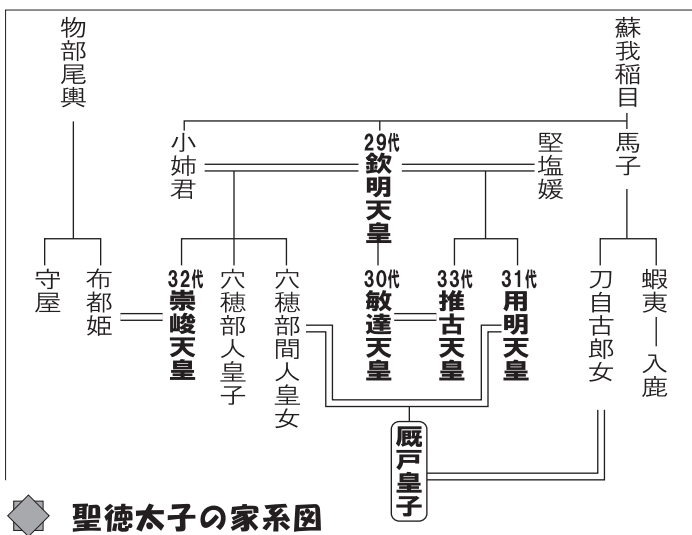 物部尾輿
蘇我稲目
小姉君
29代
欽明天皇
堅塩媛
馬子
守屋
布都姫
32代
崇峻天皇
穴穂部人皇子
穴穂部間人皇女
30代
敏達天皇
33代
推古天皇
31代
用明天皇
刀自古郎女
蝦夷
入鹿
厩戸皇子
聖徳太子の家系図